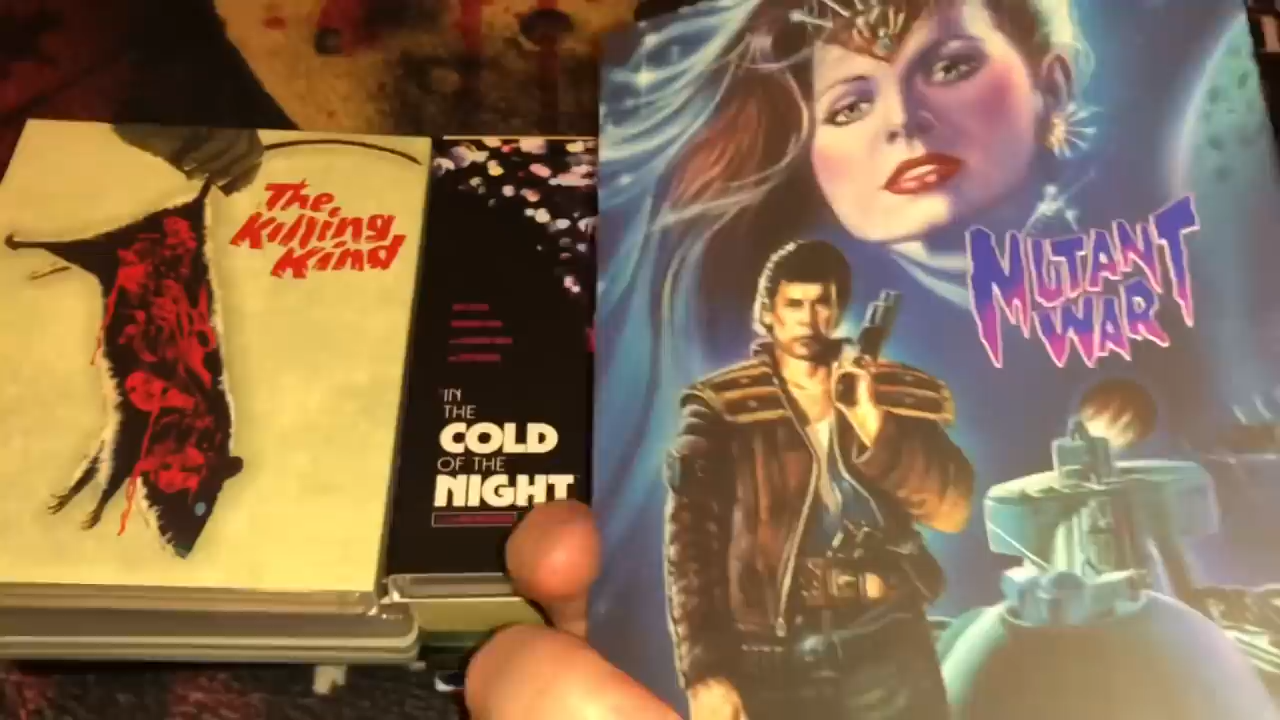 The
Killing
Kind
IN
THE
COLD
OF THE
NIGHT
MUTANT
WAR